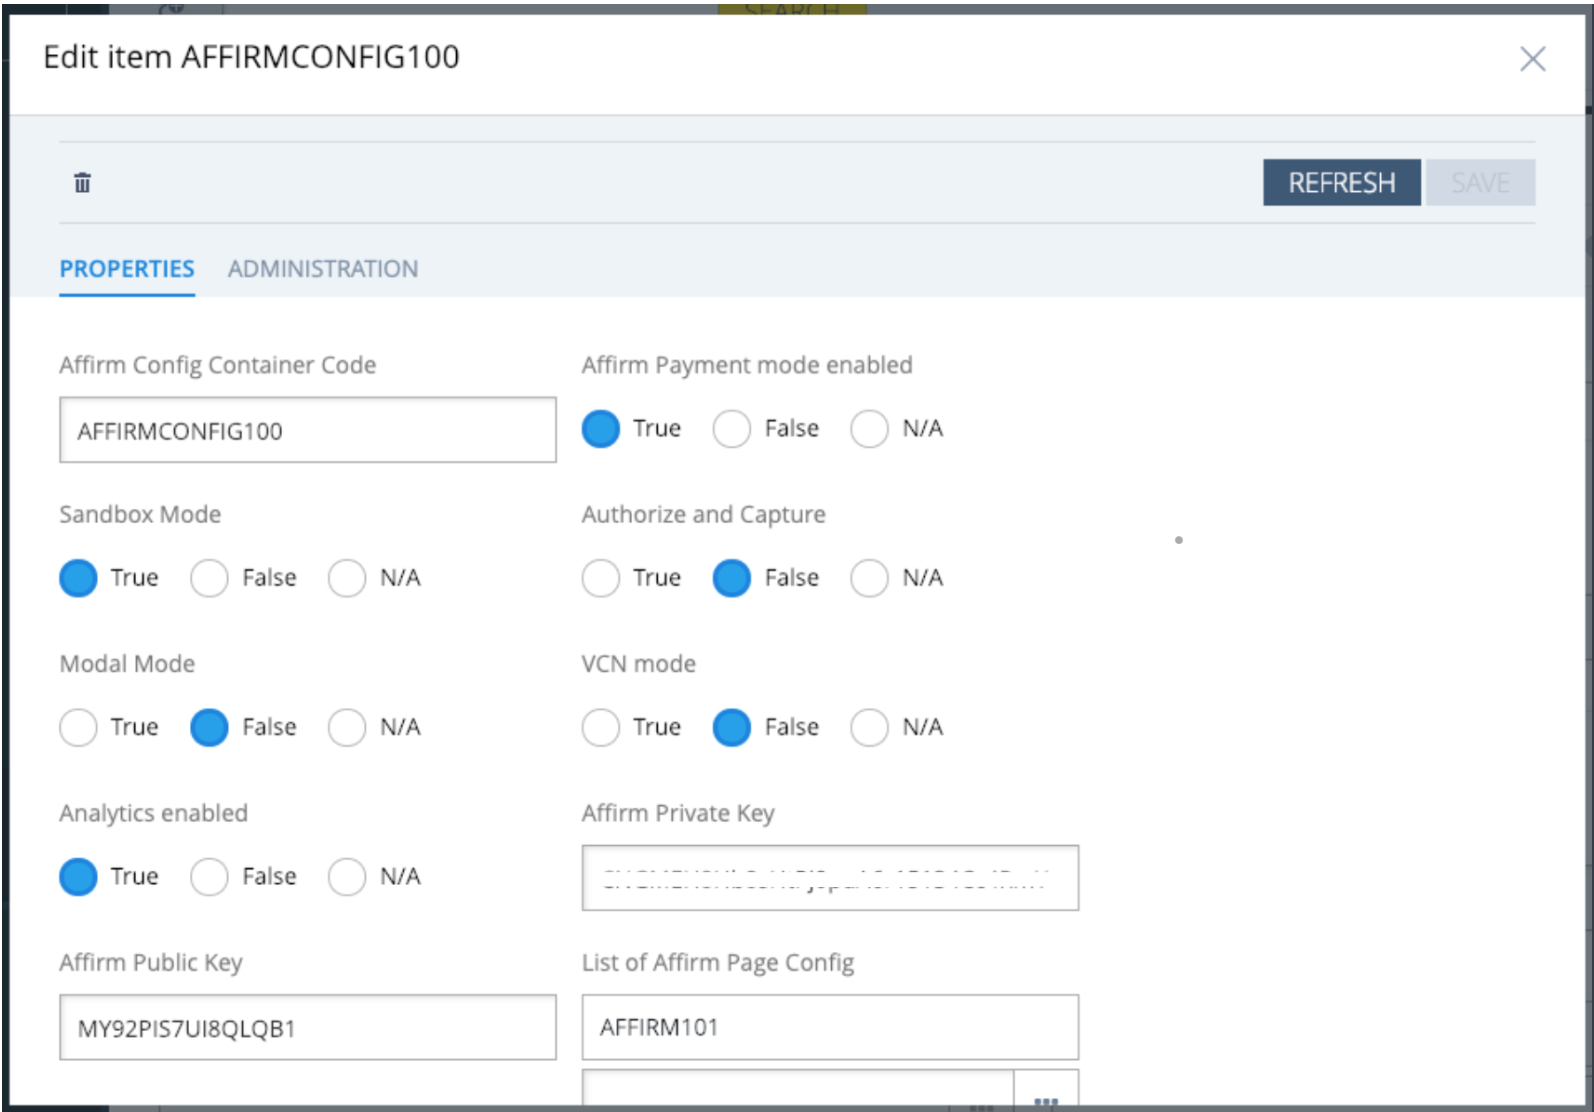 SEARCH
Edit item AFFIRMCONFIG100
REFRESH SAVE
PROPERTIES ADMINISTRATION
Affirm Config Container Code Affirm Payment mode enabled
AFFIRMCONFIG100 True False N/A
Sandbox Mode Authorize and Capture
True False N/A True False N/A
Modal Mode VCN mode
True False N/A True False N/A
Analytics enabled Affirm Private Key
True False N/A
Affirm Public Key List of Affirm Page Config
MY92PIS7UI8QLQB1 AFFIRM101